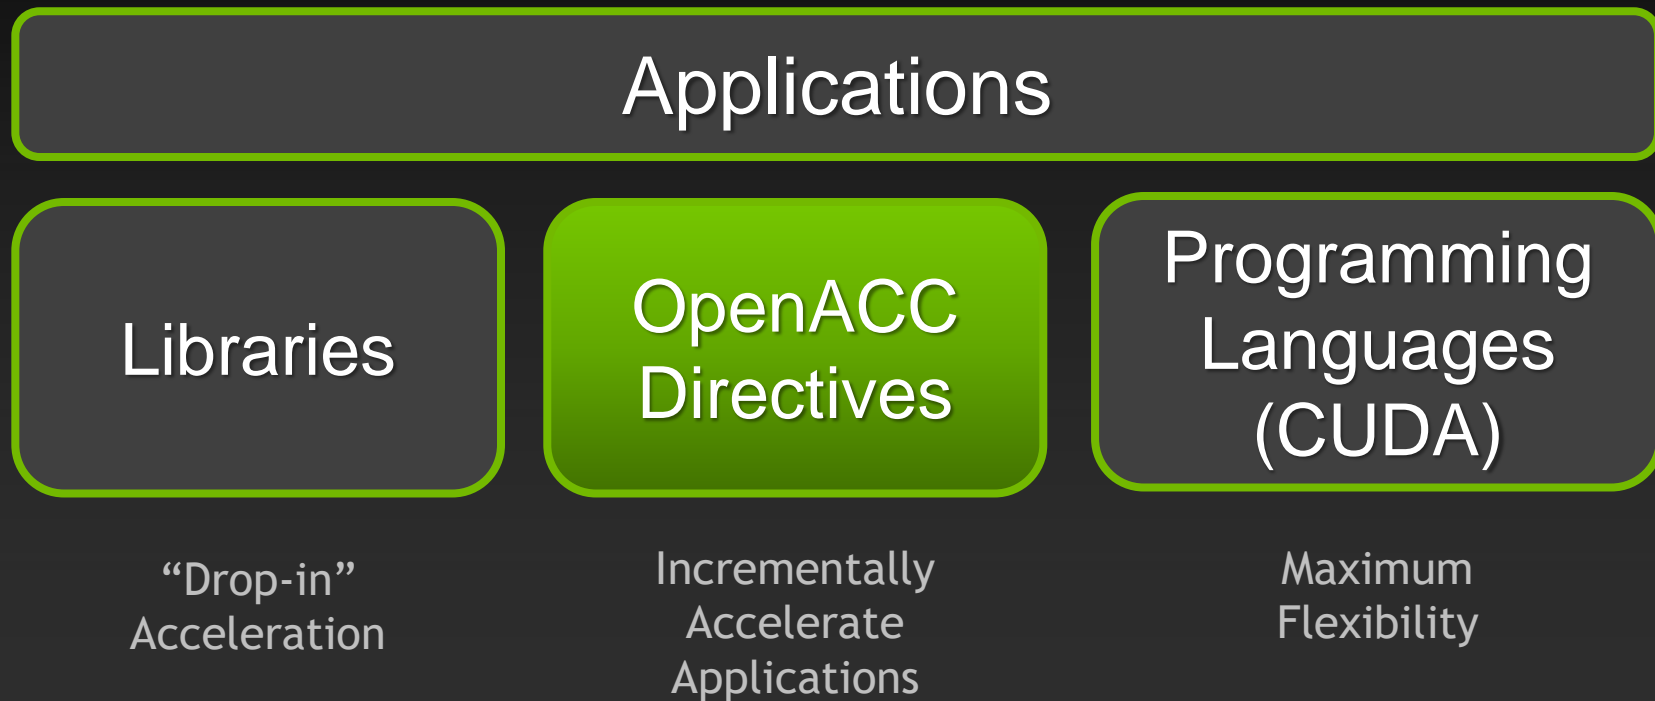 Applications
Libraries
OpenACC
Directives
Programming
Languages
(CUDA)
“Drop-in”
Acceleration
Incrementally
Accelerate
Applications
Maximum
Flexibility